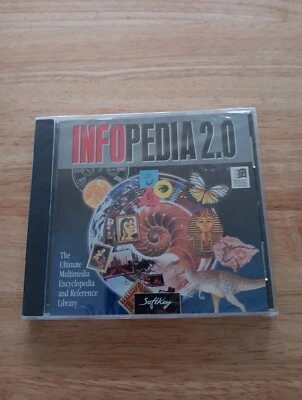 INFOPEDIA 2.0
The
Ultimate
Multimedia
Encyclopedia
and Reference
Library
SoftKey